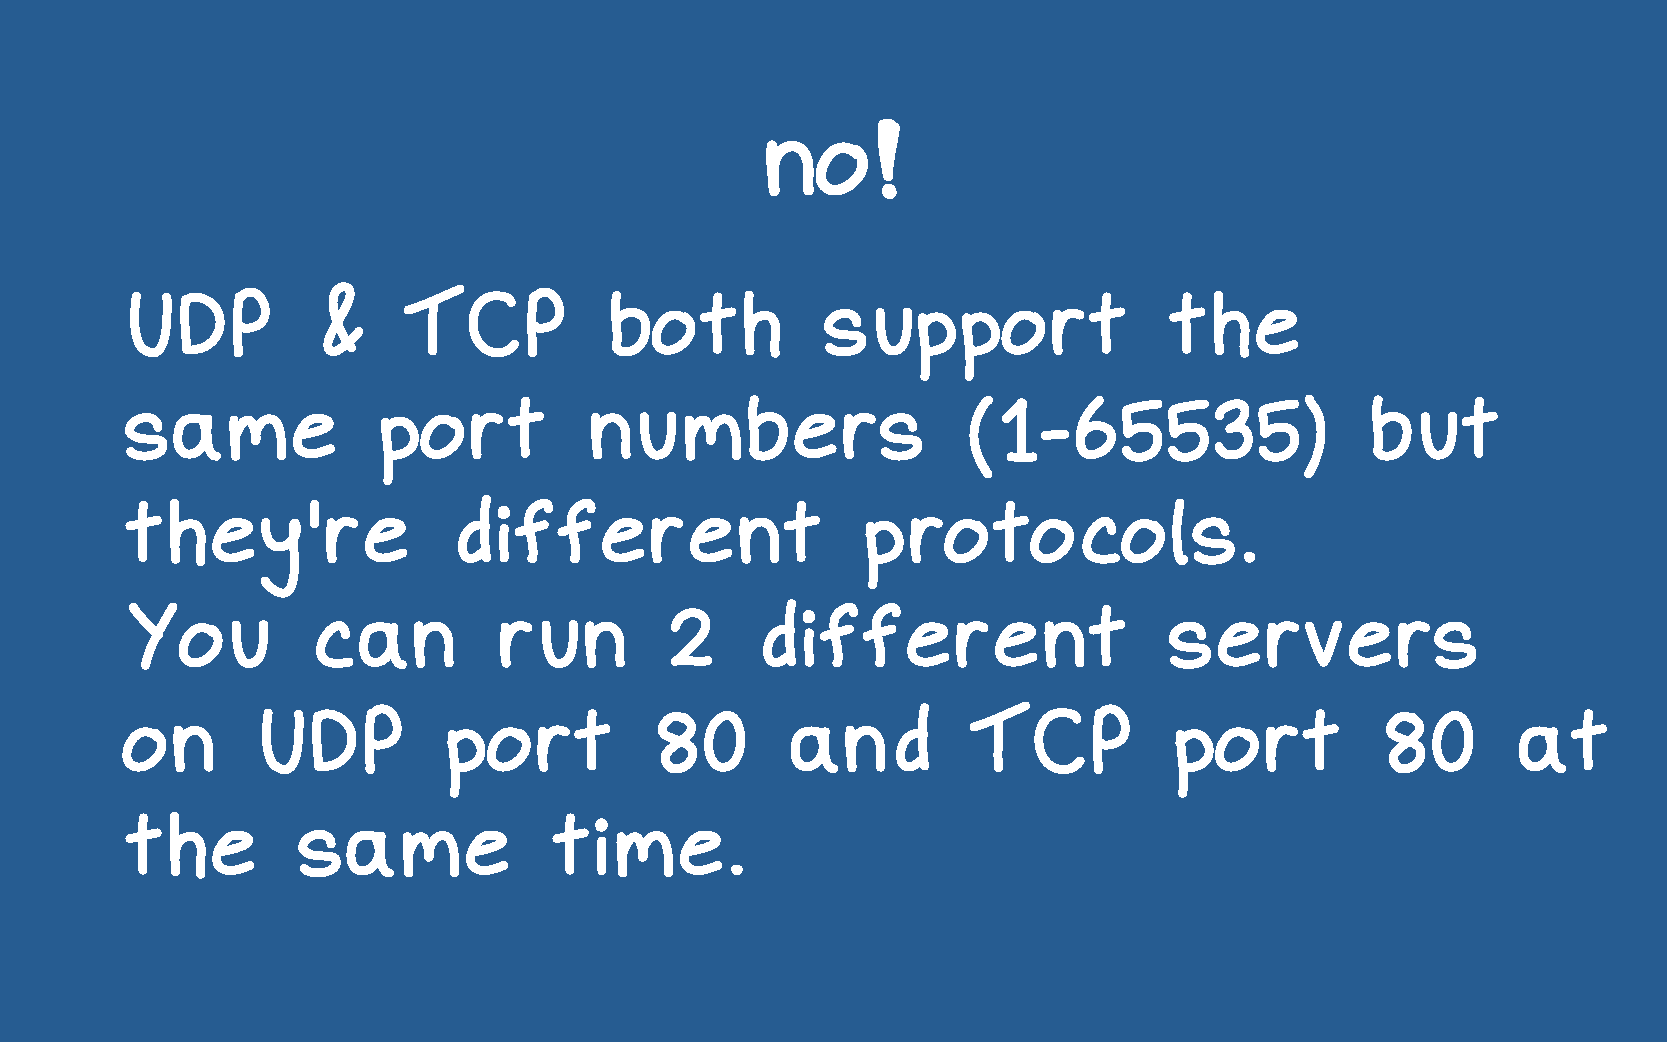 no!
UDP & TCP both support the
same port numbers (1-65535) but
they're different protocols.
You can run 2 different servers
on UDP port 80 and TCP port 80 at
the same time.